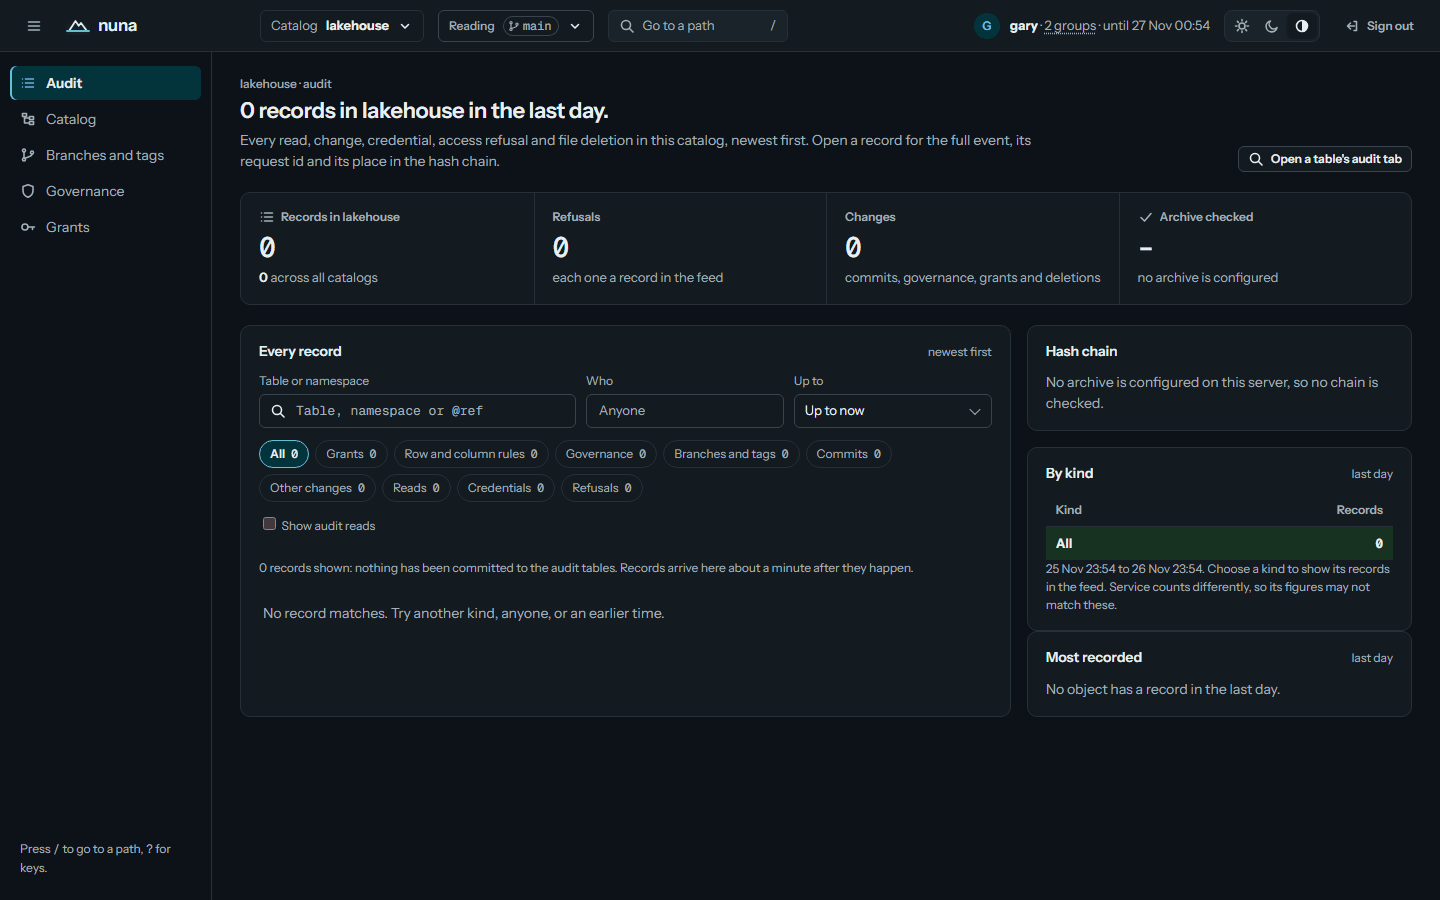 nuna
Catalog lakehouse
Reading main
Go to a path /
G gary · 2 groups · until 27 Nov 00:54
Sign out
Audit
Catalog
Branches and tags
Governance
Grants
Press / to go to a path, ? for
keys.
lakehouse · audit
0 records in lakehouse in the last day.
Every read, change, credential, access refusal and file deletion in this catalog, newest first. Open a record for the full event, its
request id and its place in the hash chain.
Open a table's audit tab
Records in lakehouse
0
0 across all catalogs
Refusals
0
each one a record in the feed
Changes
0
commits, governance, grants and deletions
Archive checked
–
no archive is configured
Every record
newest first
Table or namespace
Table, namespace or @ref
Who
Anyone
Up to
Up to now
All 0
Grants 0
Row and column rules 0
Governance 0
Branches and tags 0
Commits 0
Other changes 0
Reads 0
Credentials 0
Refusals 0
Show audit reads
0 records shown: nothing has been committed to the audit tables. Records arrive here about a minute after they happen.
No record matches. Try another kind, anyone, or an earlier time.
Hash chain
No archive is configured on this server, so no chain is
checked.
By kind
last day
Kind Records
All 0
25 Nov 23:54 to 26 Nov 23:54. Choose a kind to show its records
in the feed. Service counts differently, so its figures may not
match these.
Most recorded
last day
No object has a record in the last day.